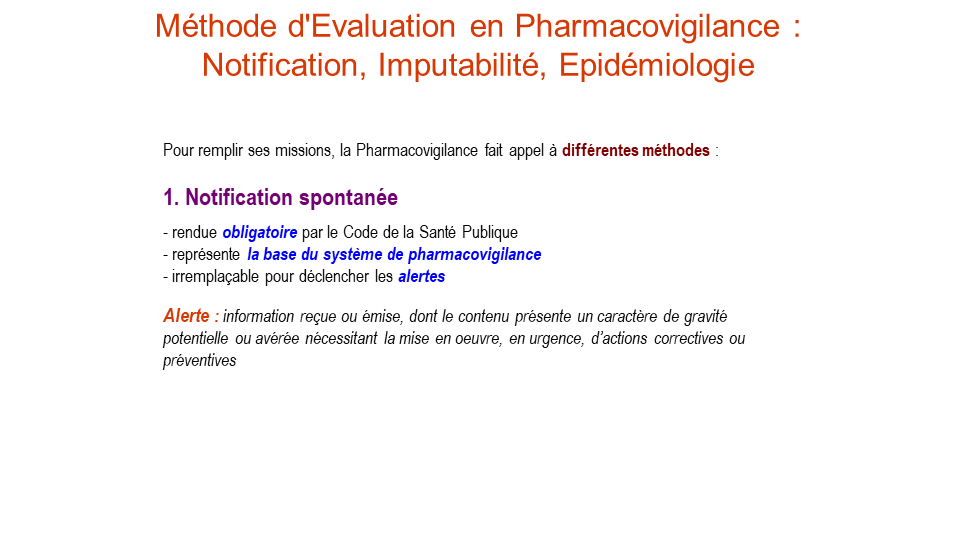 Méthode d'Evaluation en Pharmacovigilance :
Notification, Imputabilité, Epidémiologie
Pour remplir ses missions, la Pharmacovigilance fait appel à différentes méthodes :
1. Notification spontanée
- rendue obligatoire par le Code de la Santé Publique
- représente la base du système de pharmacovigilance
- irremplaçable pour déclencher les alertes
Alerte : information reçue ou émise, dont le contenu présente un caractère de gravité
potentielle ou avérée nécessitant la mise en oeuvre, en urgence, d’actions correctives ou
préventives